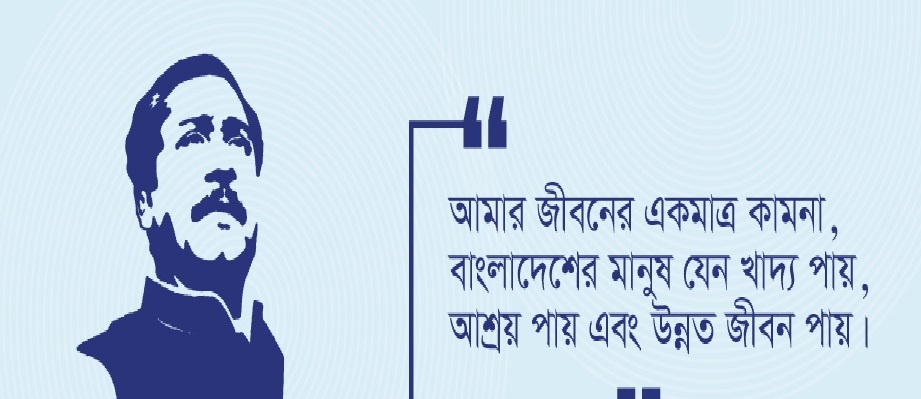 আমার জীবনের একমাত্র কামনা,
বাংলাদেশের মানুষ যেন খাদ্য পায়,
আশ্রয় পায় এবং উন্নত জীবন পায়।